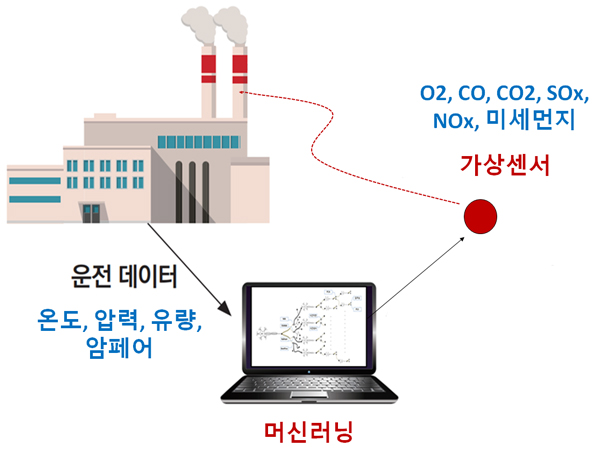 O2, CO, CO2, SOx,
NOx, 미세먼지
가상센서
운전 데이터
온도, 압력, 유량,
암페어
머신러닝